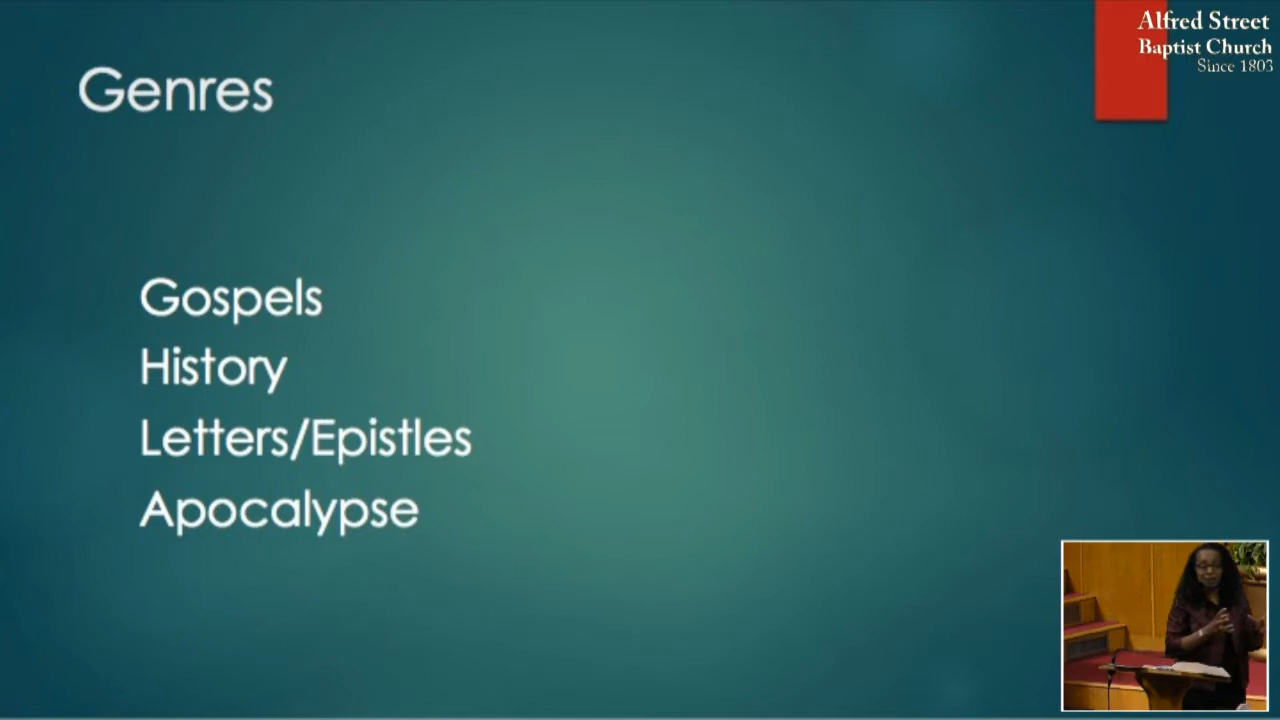 Alfred Street
Baptist Church
Since 1803
Genres
Gospels
History
Letters/Epistles
Apocalypse